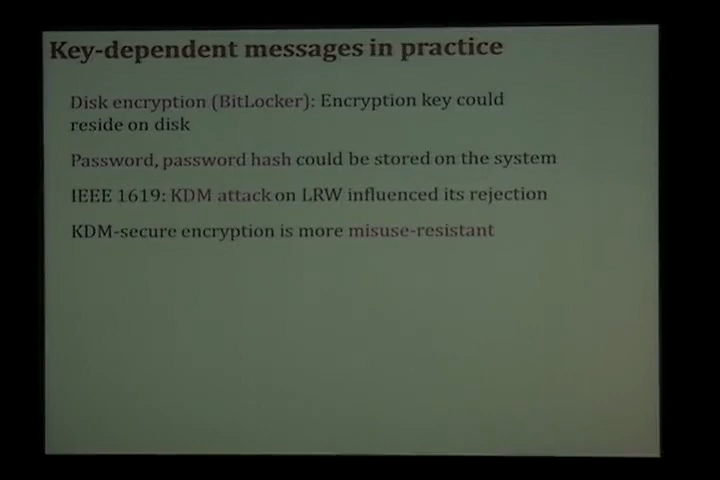 Key-dependent messages in practice
Disk encryption (BitLocker): Encryption key could
reside on disk
Password, password hash could be stored on the system
IEEE 1619: KDM attack on LRW influenced its rejection
KDM-secure encryption is more misuse-resistant